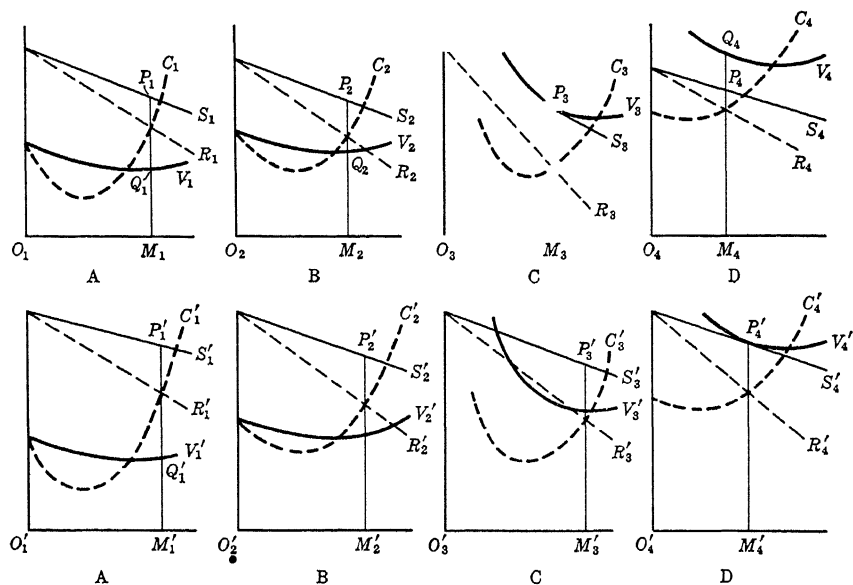 C₁ P₁ S₁ R₁ Q₁ V₁ O₁ M₁ A
C₂ P₂ S₂ V₂ Q₂ R₂ O₂ M₂ B
C₃ P₃ V₃ S₃ R₃ O₃ M₃ C
C₄ Q₄ V₄ P₄ S₄ R₄ O₄ M₄ D
C₁′ P₁′ S₁′ R₁′ V₁′ Q₁′ O₁′ M₁′ A
C₂′ P₂′ S₂′ V₂′ R₂′ O₂′ M₂′ B
C₃′ P₃′ S₃′ V₃′ R₃′ O₃′ M₃′ C
C₄′ P₄′ V₄′ S₄′ R₄′ O₄′ M₄′ D